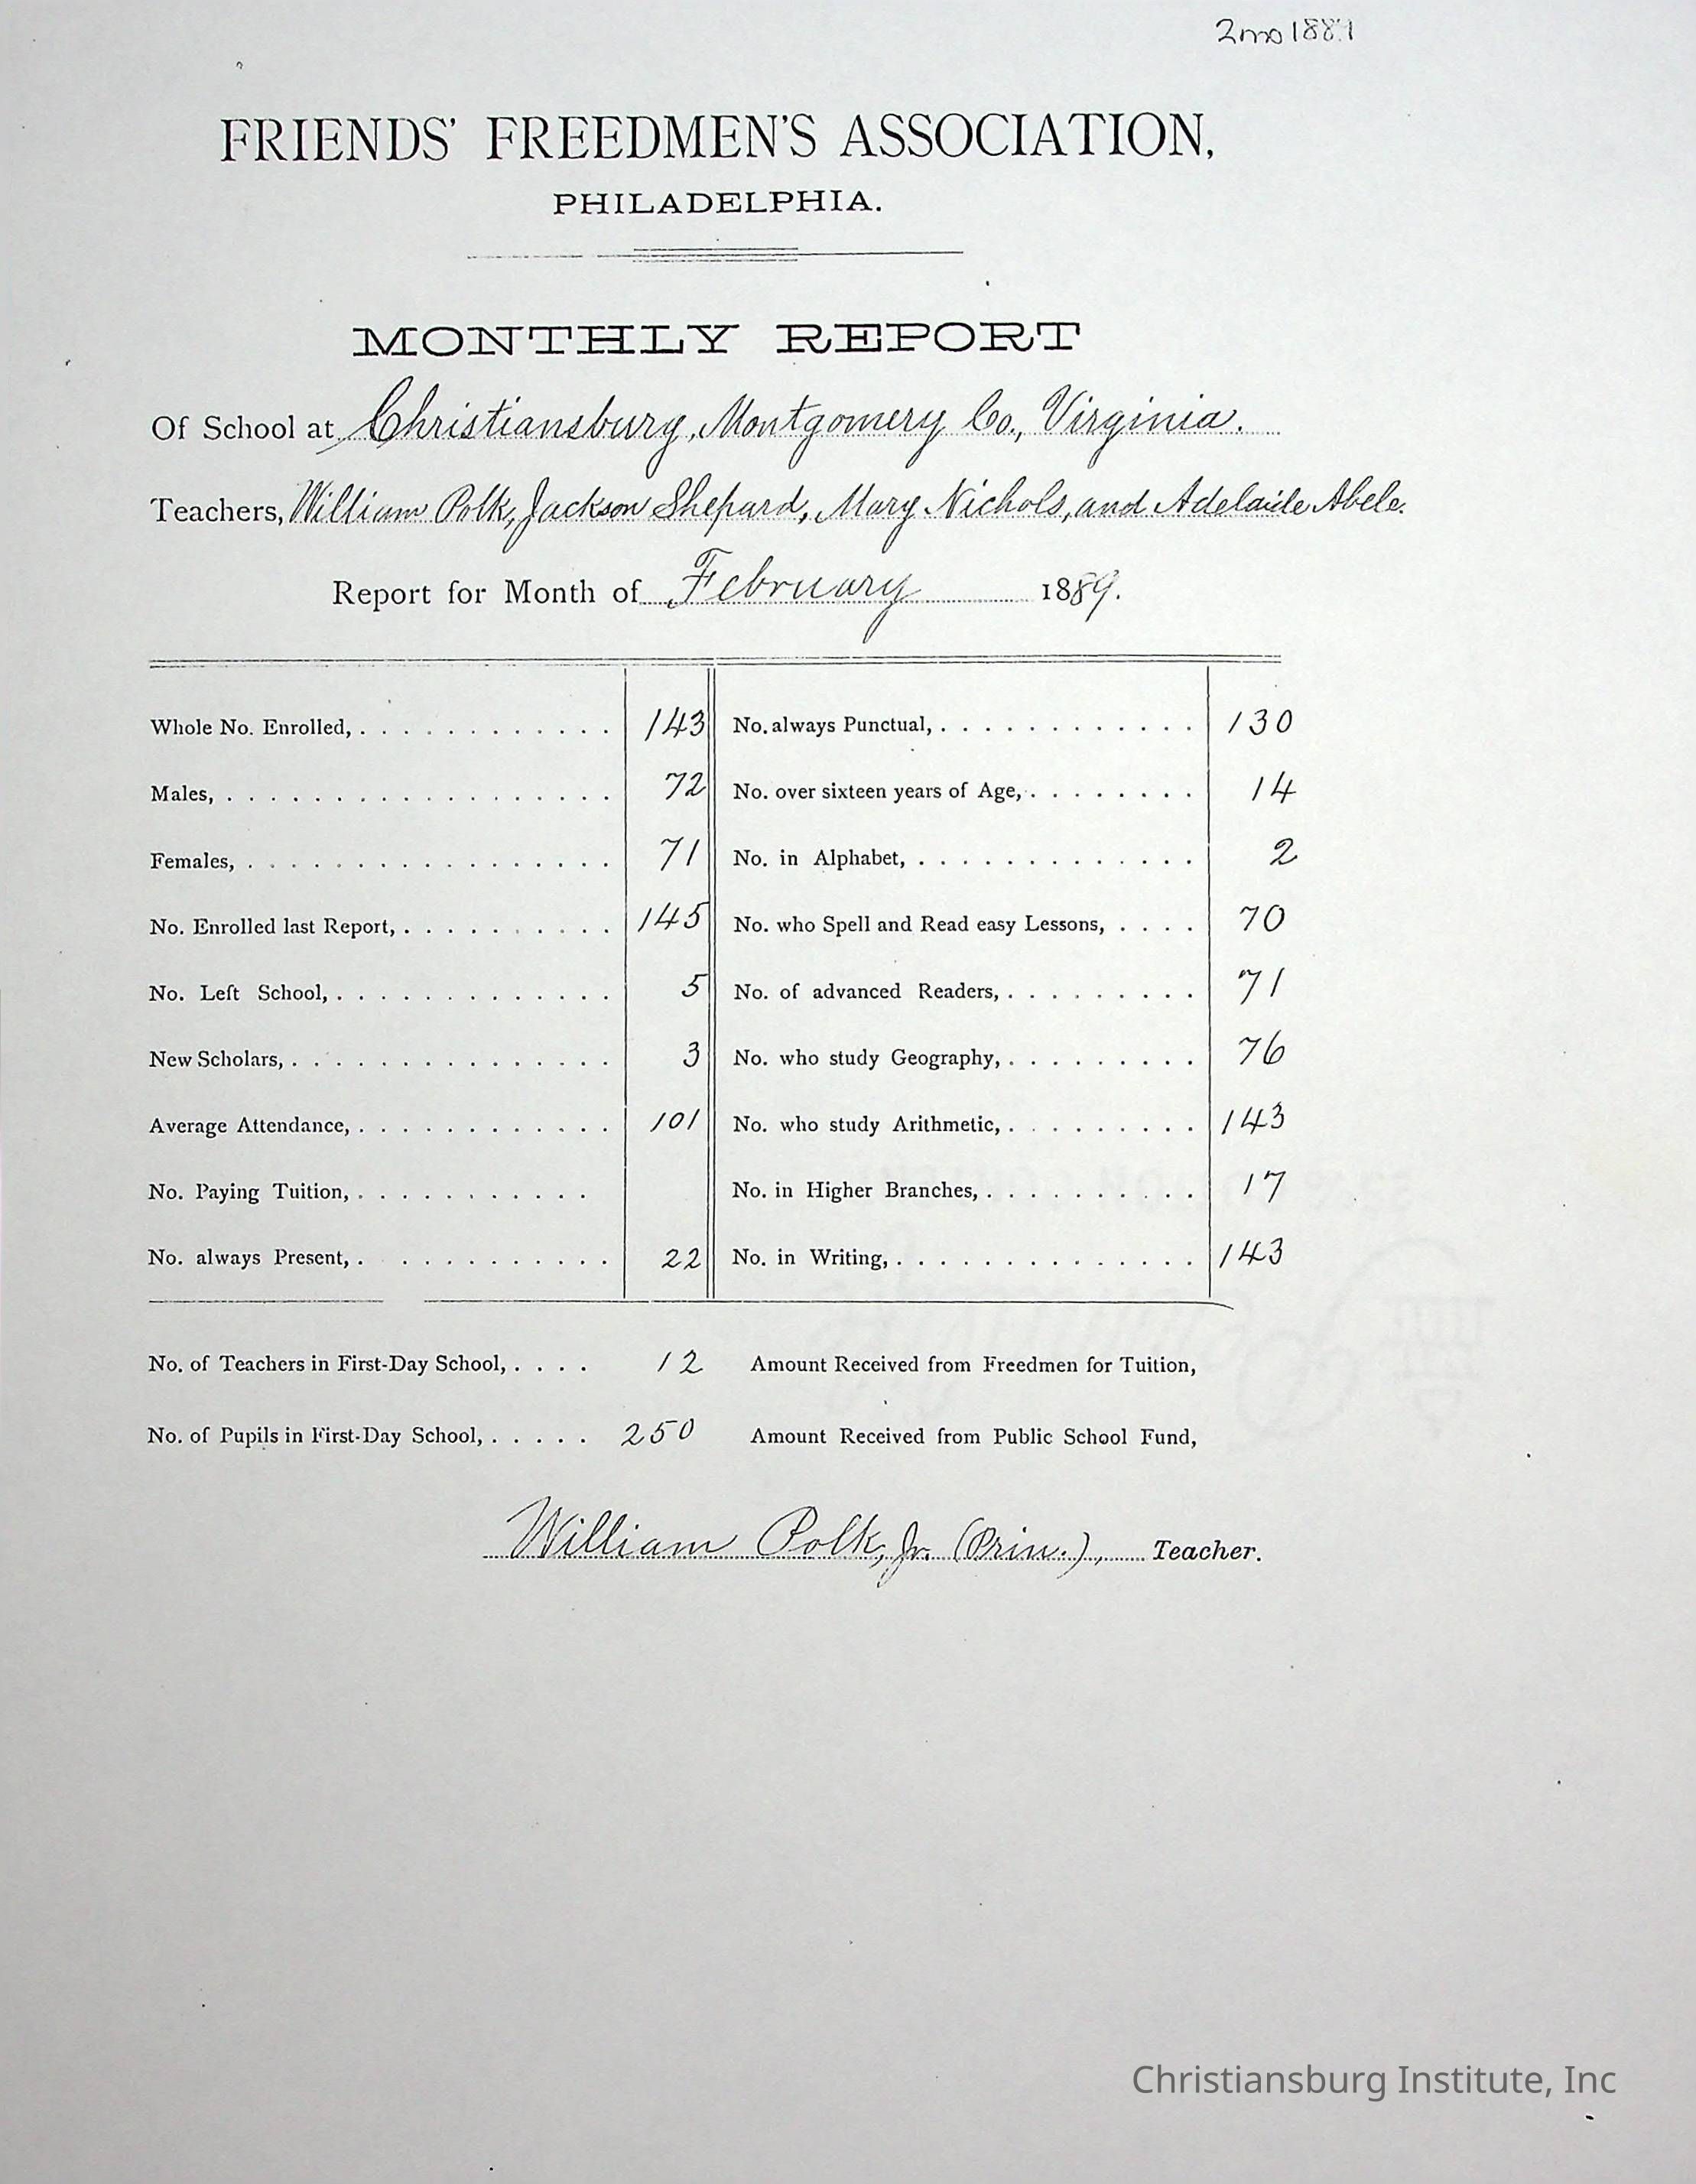 2mo 1889
FRIENDS' FREEDMEN'S ASSOCIATION,
PHILADELPHIA.
MONTHLY REPORT
Of School at Christiansburg, Montgomery Co., Virginia.
Teachers, William Polk, Jackson Shepard, Mary Nichols, and Adelaide Abele.
Report for Month of February 1889.
Whole No. Enrolled, 143 No. always Punctual, 130
Males, 72 No. over sixteen years of Age, 14
Females, 71 No. in Alphabet, 2
No. Enrolled last Report, 145 No. who Spell and Read easy Lessons, 70
No. Left School, 5 No. of advanced Readers, 71
New Scholars, 3 No. who study Geography, 76
Average Attendance, 101 No. who study Arithmetic, 143
No. Paying Tuition, No. in Higher Branches, 17
No. always Present, 22 No. in Writing, 143
No. of Teachers in First-Day School, 12 Amount Received from Freedmen for Tuition,
No. of Pupils in First-Day School, 250 Amount Received from Public School Fund,
William Polk, Jr. (Prin.), Teacher.
Christiansburg Institute, Inc